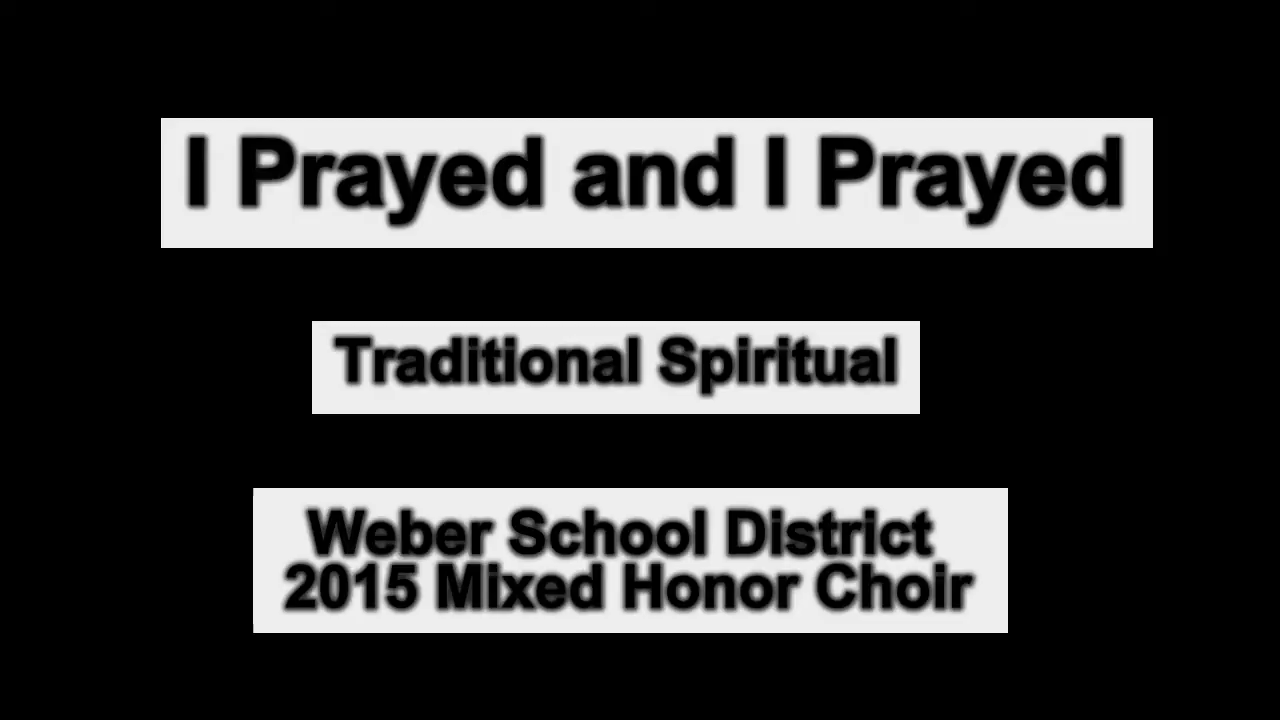 I Prayed and I Prayed
Traditional Spiritual
Weber School District
2015 Mixed Honor Choir